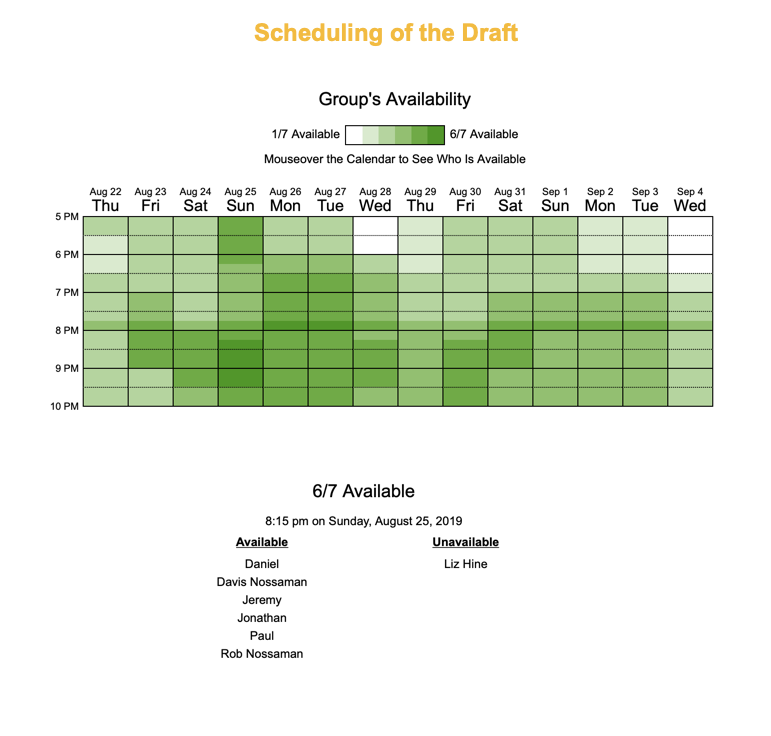 Scheduling of the Draft
Group's Availability
1/7 Available 6/7 Available
Mouseover the Calendar to See Who Is Available
Aug 22 Aug 23 Aug 24 Aug 25 Aug 26 Aug 27 Aug 28 Aug 29 Aug 30 Aug 31 Sep 1 Sep 2 Sep 3 Sep 4
Thu Fri Sat Sun Mon Tue Wed Thu Fri Sat Sun Mon Tue Wed
5 PM
6 PM
7 PM
8 PM
9 PM
10 PM
6/7 Available
8:15 pm on Sunday, August 25, 2019
Available Unavailable
Daniel Liz Hine
Davis Nossaman
Jeremy
Jonathan
Paul
Rob Nossaman